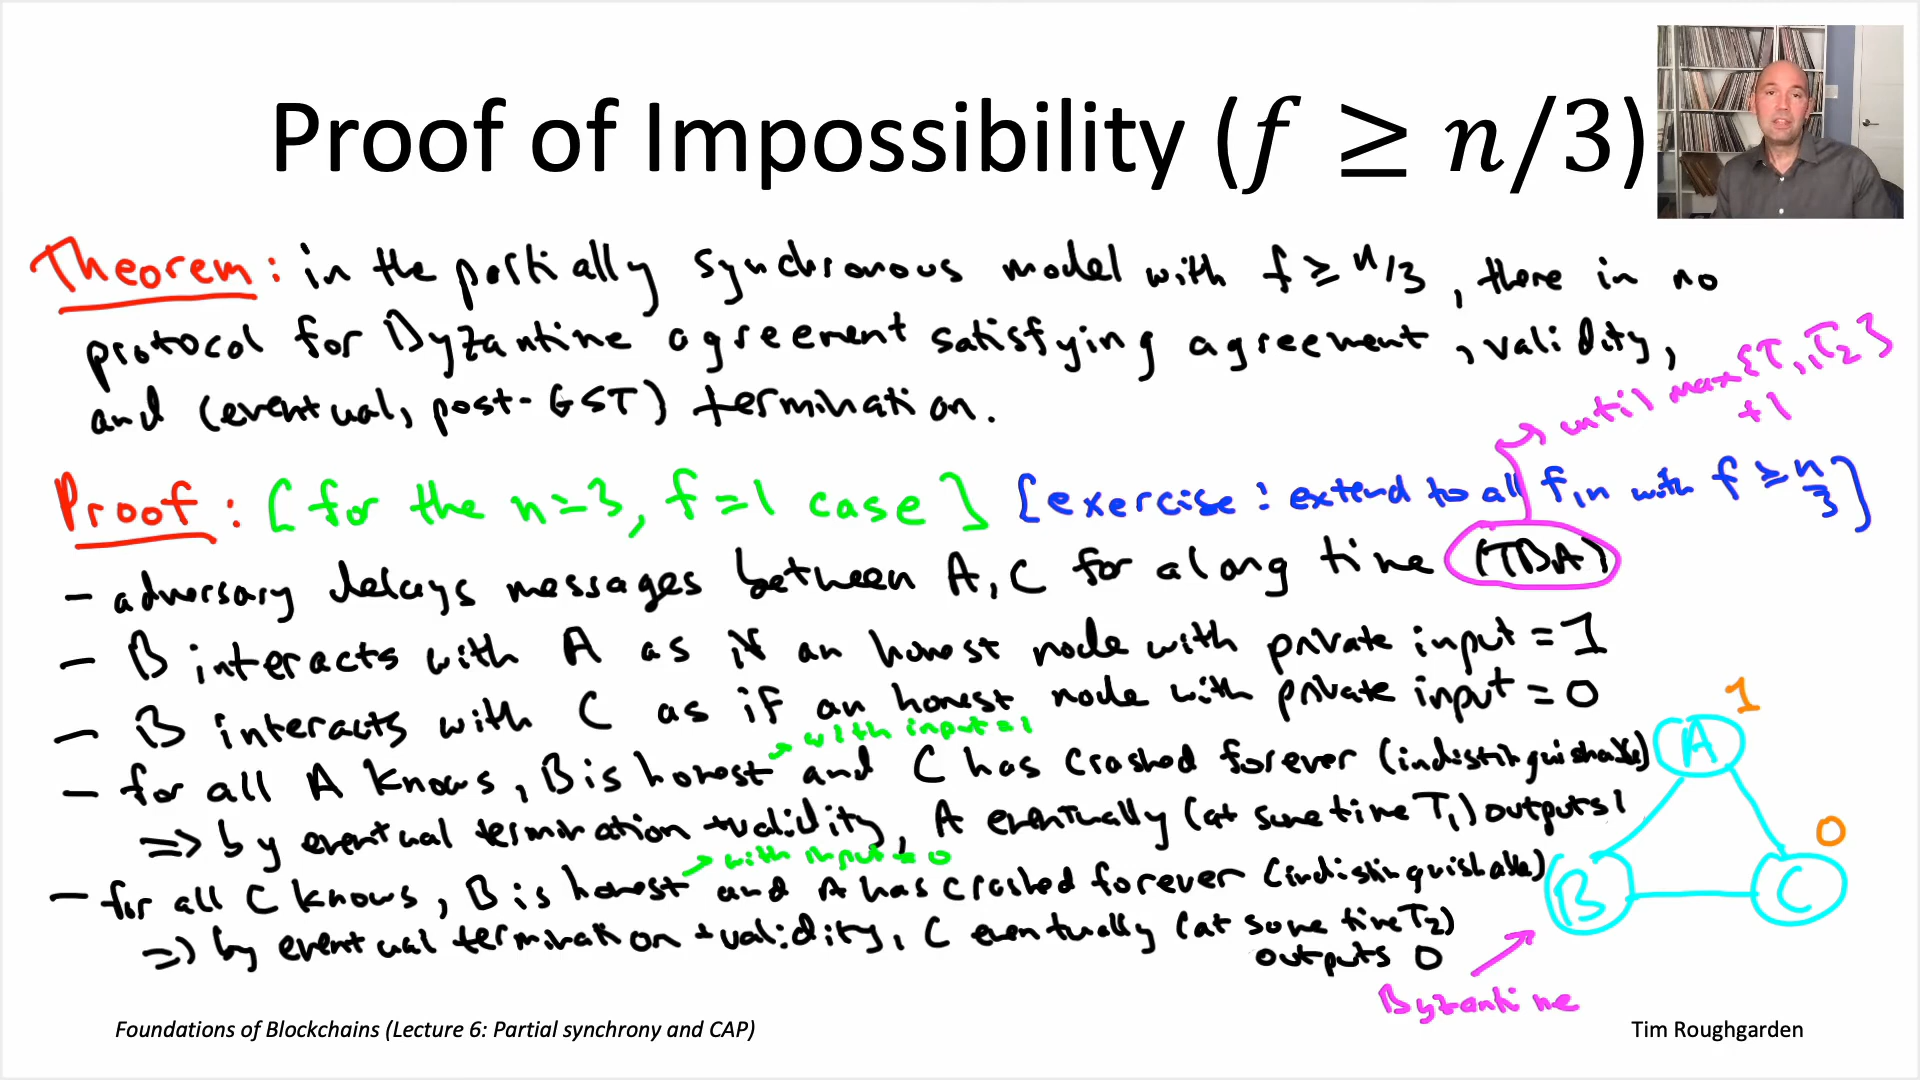 Proof of Impossibility (f ≥ n/3)
Theorem: in the partially synchronous model with f ≥ n/3, there is no
protocol for Byzantine agreement satisfying agreement, validity,
and (eventual, post-GST) termination.
until max{T1,T2}
+1
Proof: [for the n=3, f=1 case] [exercise: extend to all f,n with f ≥ n/3]
- adversary delays messages between A,C for a long time (TBA)
- B interacts with A as if an honest node with private input = 1
- B interacts with C as if an honest node with private input = 0
with input = 1
- for all A knows, B is honest and C has crashed forever (indistinguishable)
=> by eventual termination + validity, A eventually (at some time T1) outputs 1
with input = 0
- for all C knows, B is honest and A has crashed forever (indistinguishable)
=> by eventual termination + validity, C eventually (at some time T2)
outputs 0
1
A
0
B
C
Byzantine
Foundations of Blockchains (Lecture 6: Partial synchrony and CAP)
Tim Roughgarden